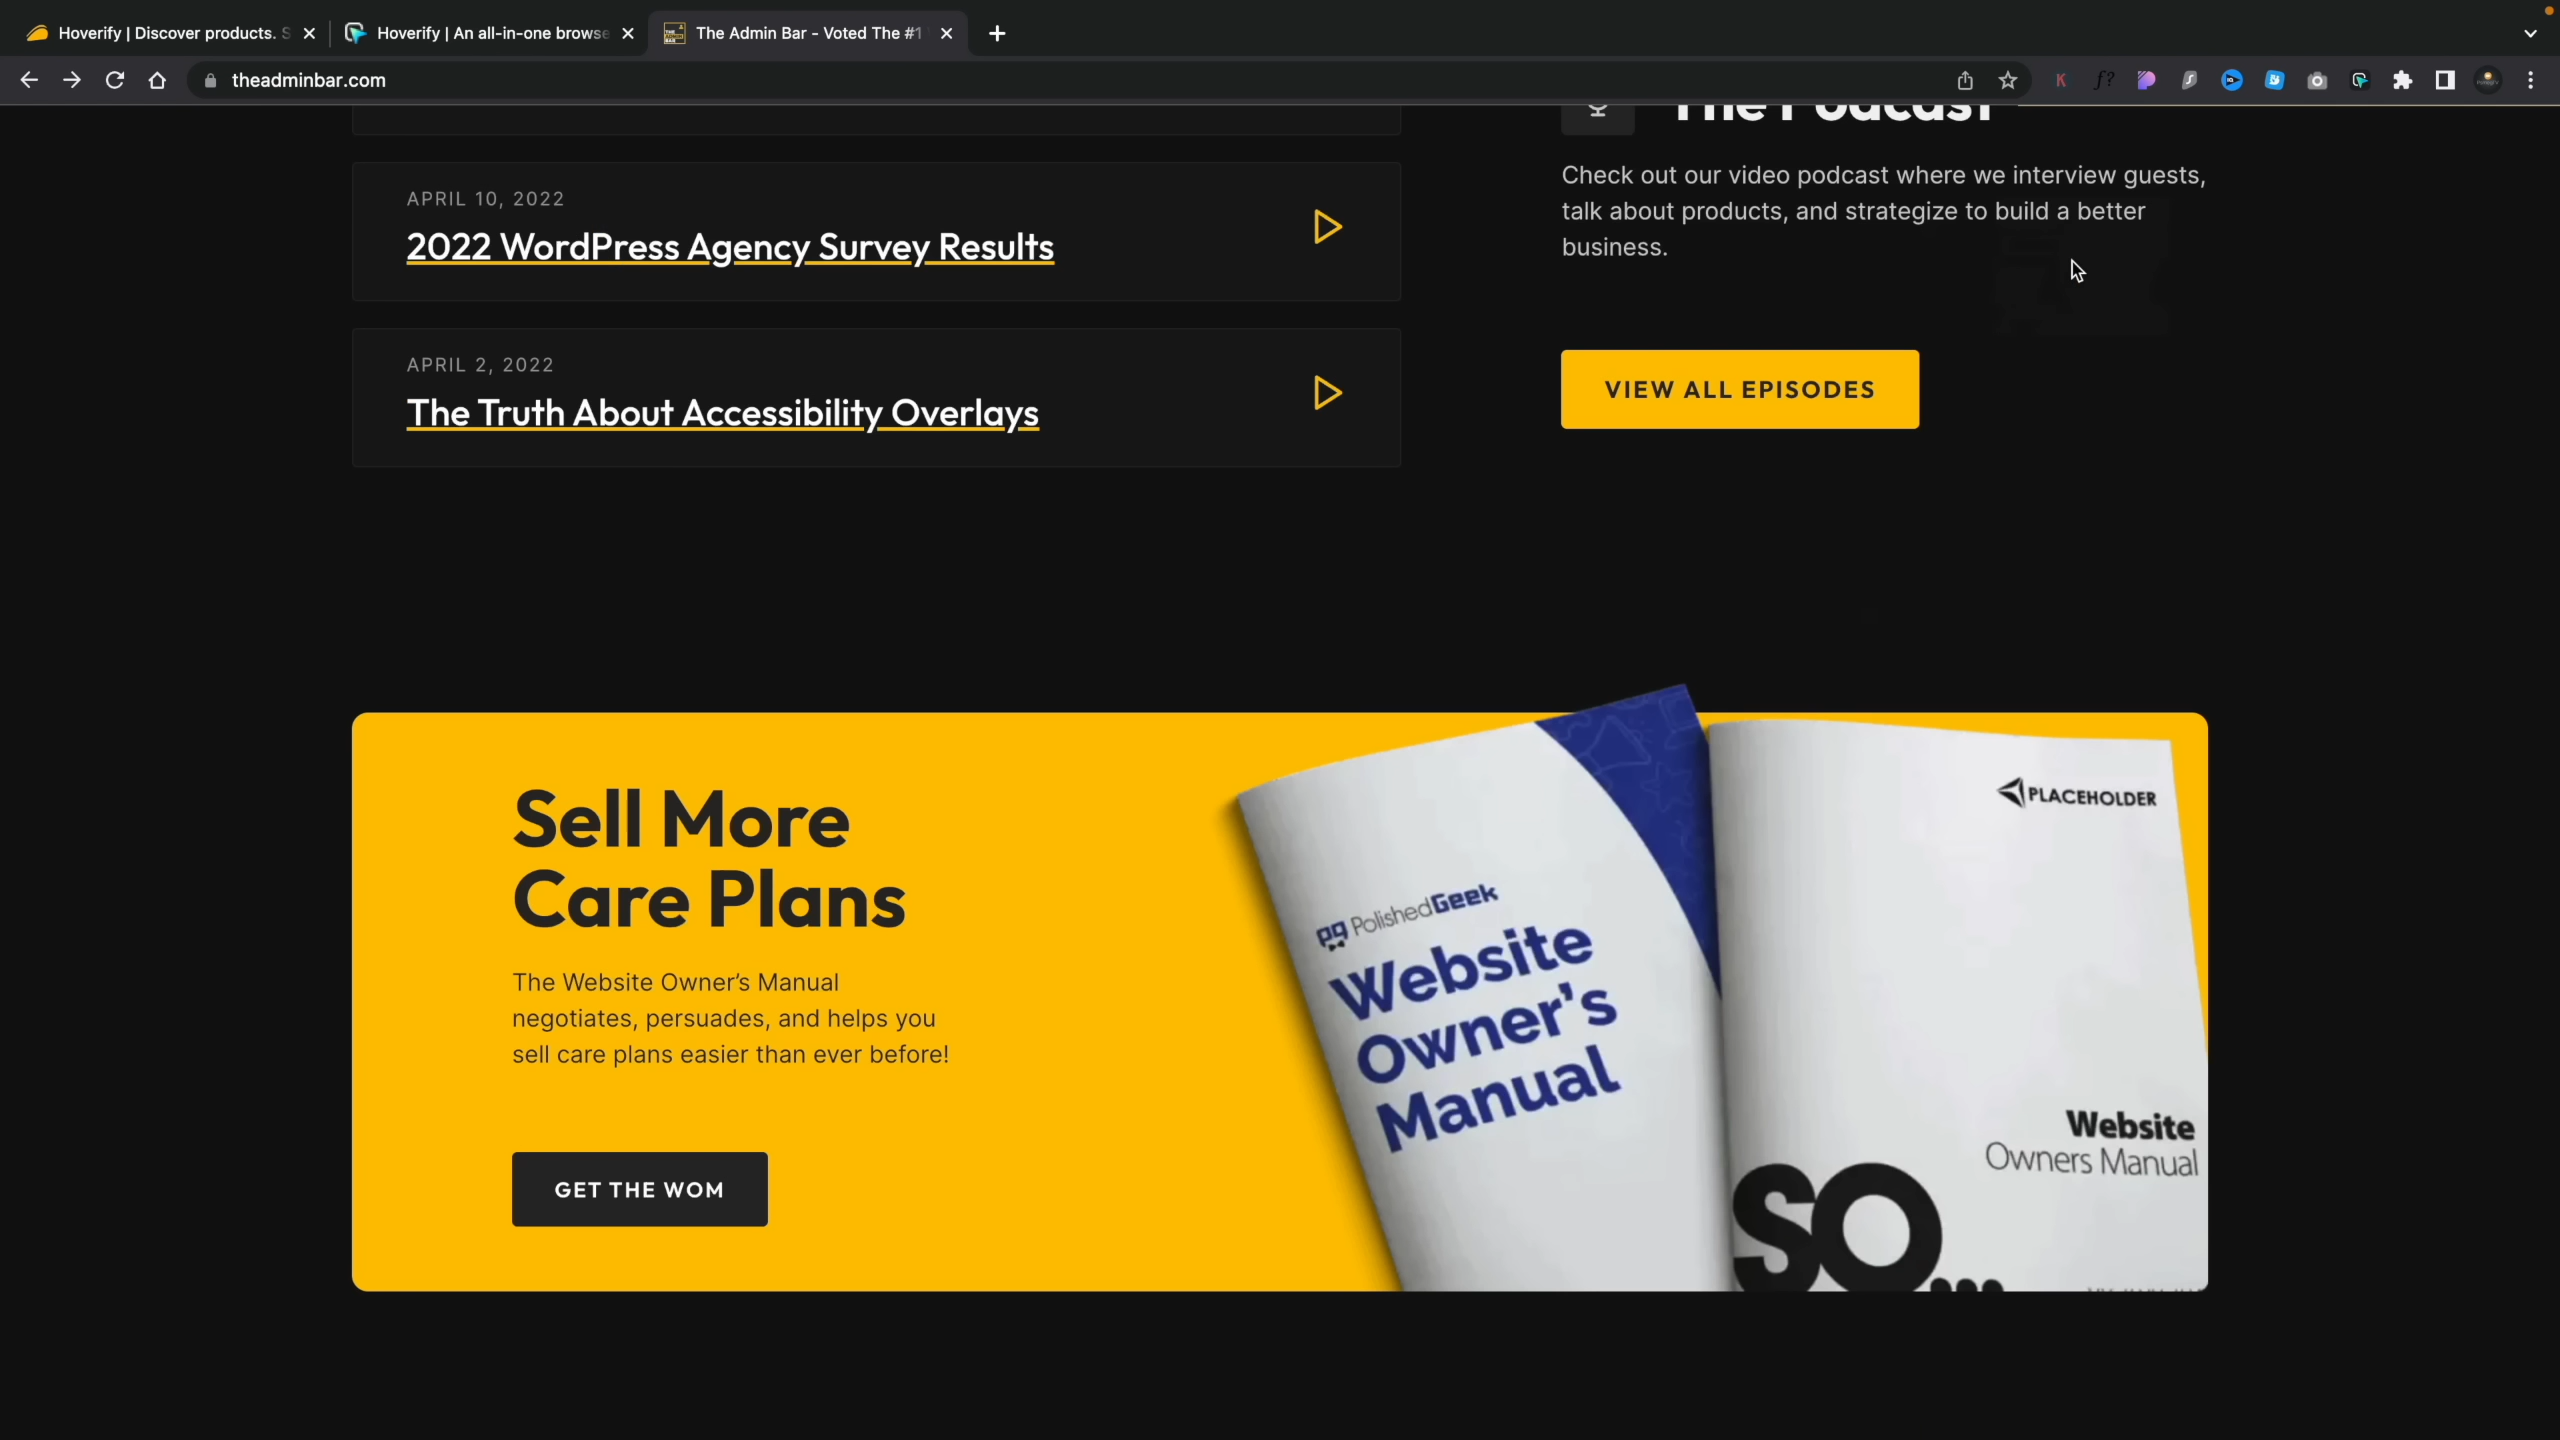 Hoverify | Discover products. S
Hoverify | An all-in-one browse
The Admin Bar - Voted The #1
theadminbar.com
The Podcast
APRIL 10, 2022
2022 WordPress Agency Survey Results
Check out our video podcast where we interview guests,
talk about products, and strategize to build a better
business.
APRIL 2, 2022
The Truth About Accessibility Overlays
VIEW ALL EPISODES
Sell More
Care Plans
The Website Owner’s Manual
negotiates, persuades, and helps you
sell care plans easier than ever before!
GET THE WOM
pg PolishedGeek
Website
Owner's
Manual
PLACEHOLDER
Website
Owners Manual
SO...